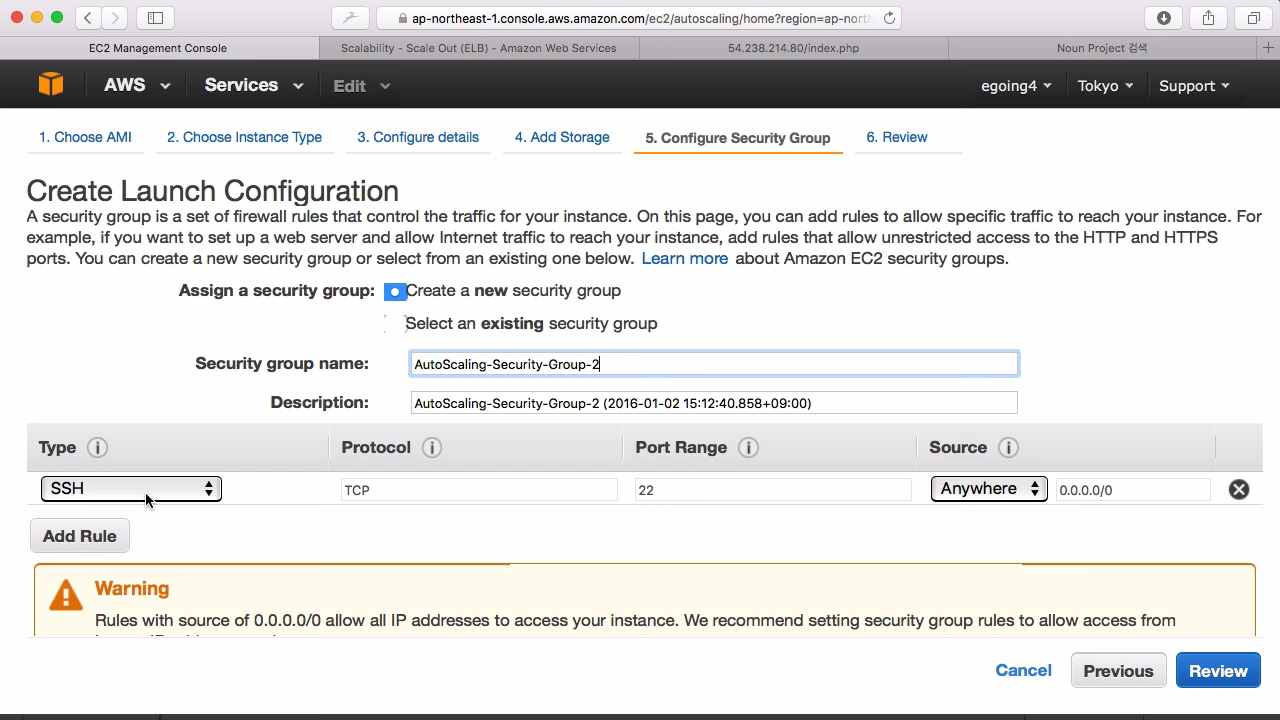 ap-northeast-1.console.aws.amazon.com/ec2/autoscaling/home?region=ap-nort
EC2 Management Console
Scalability - Scale Out (ELB) - Amazon Web Services
54.238.214.80/index.php
Noun Project 검색
AWS
Services
Edit
egoing4
Tokyo
Support
1. Choose AMI
2. Choose Instance Type
3. Configure details
4. Add Storage
5. Configure Security Group
6. Review
Create Launch Configuration
A security group is a set of firewall rules that control the traffic for your instance. On this page, you can add rules to allow specific traffic to reach your instance. For
example, if you want to set up a web server and allow Internet traffic to reach your instance, add rules that allow unrestricted access to the HTTP and HTTPS
ports. You can create a new security group or select from an existing one below. Learn more about Amazon EC2 security groups.
Assign a security group:
Create a new security group
Select an existing security group
Security group name:
AutoScaling-Security-Group-2
Description:
AutoScaling-Security-Group-2 (2016-01-02 15:12:40.858+09:00)
Type
Protocol
Port Range
Source
SSH
TCP
22
Anywhere
0.0.0.0/0
Add Rule
Warning
Rules with source of 0.0.0.0/0 allow all IP addresses to access your instance. We recommend setting security group rules to allow access from
Cancel
Previous
Review